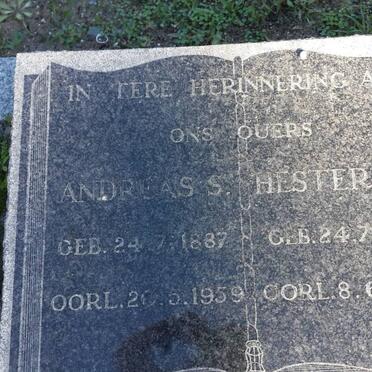 IN TERE HERINNERING A
ONS OUERS
ANDREAS S. HESTER
GEB. 24.7.1887 GEB. 24.7
OORL. 20.5.1959 OORL. 8.6